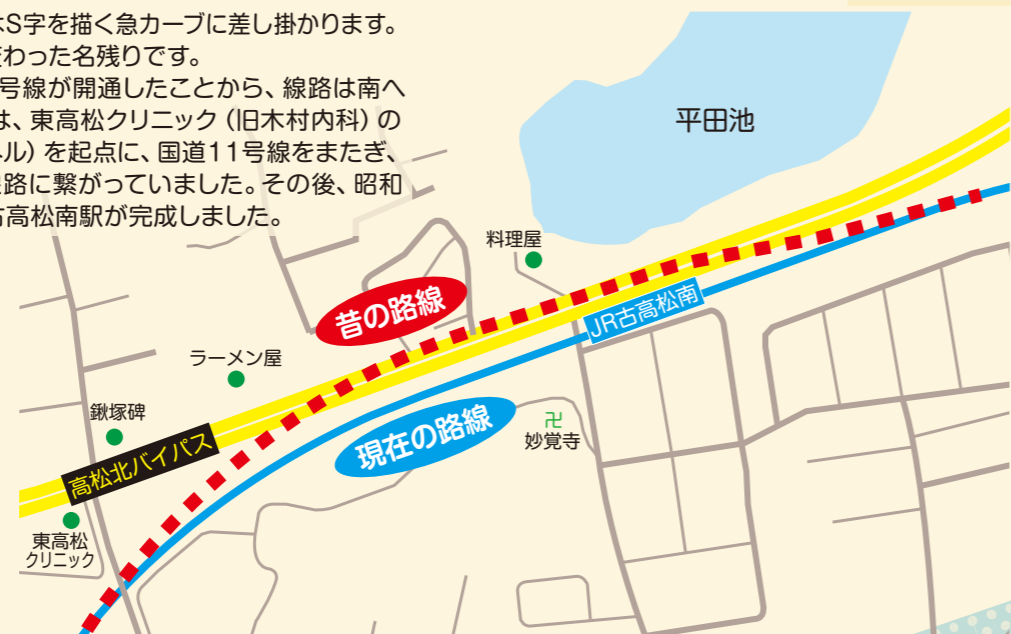 はS字を描く急カーブに差し掛かります。
変わった名残りです。
号線が開通したことから、線路は南へ
は、東高松クリニック（旧木村内科）の
ネル）を起点に、国道11号線をまたぎ、
線路に繋がっていました。その後、昭和
古高松南駅が完成しました。
平田池
料理屋
昔の路線
JR古高松南
ラーメン屋
現在の路線
鍬塚碑
卍
妙覚寺
高松北バイパス
東高松
クリニック